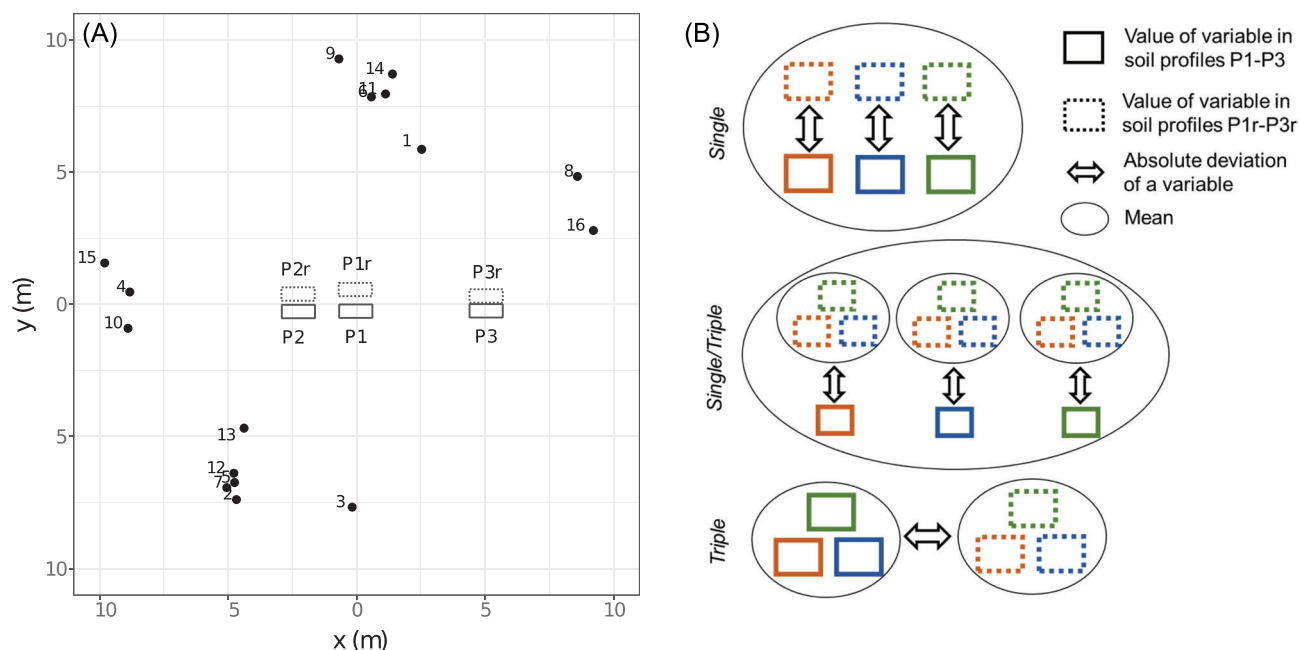 (A)
10
5
0
5
10
y (m)
10
5
0
5
10
x (m)
9
14
11
6
1
8
16
15
4
10
P2r
P1r
P3r
P2
P1
P3
13
12
5
7
2
3
(B)
Single
Single/Triple
Triple
Value of variable in
soil profiles P1-P3
Value of variable in
soil profiles P1r-P3r
Absolute deviation
of a variable
Mean